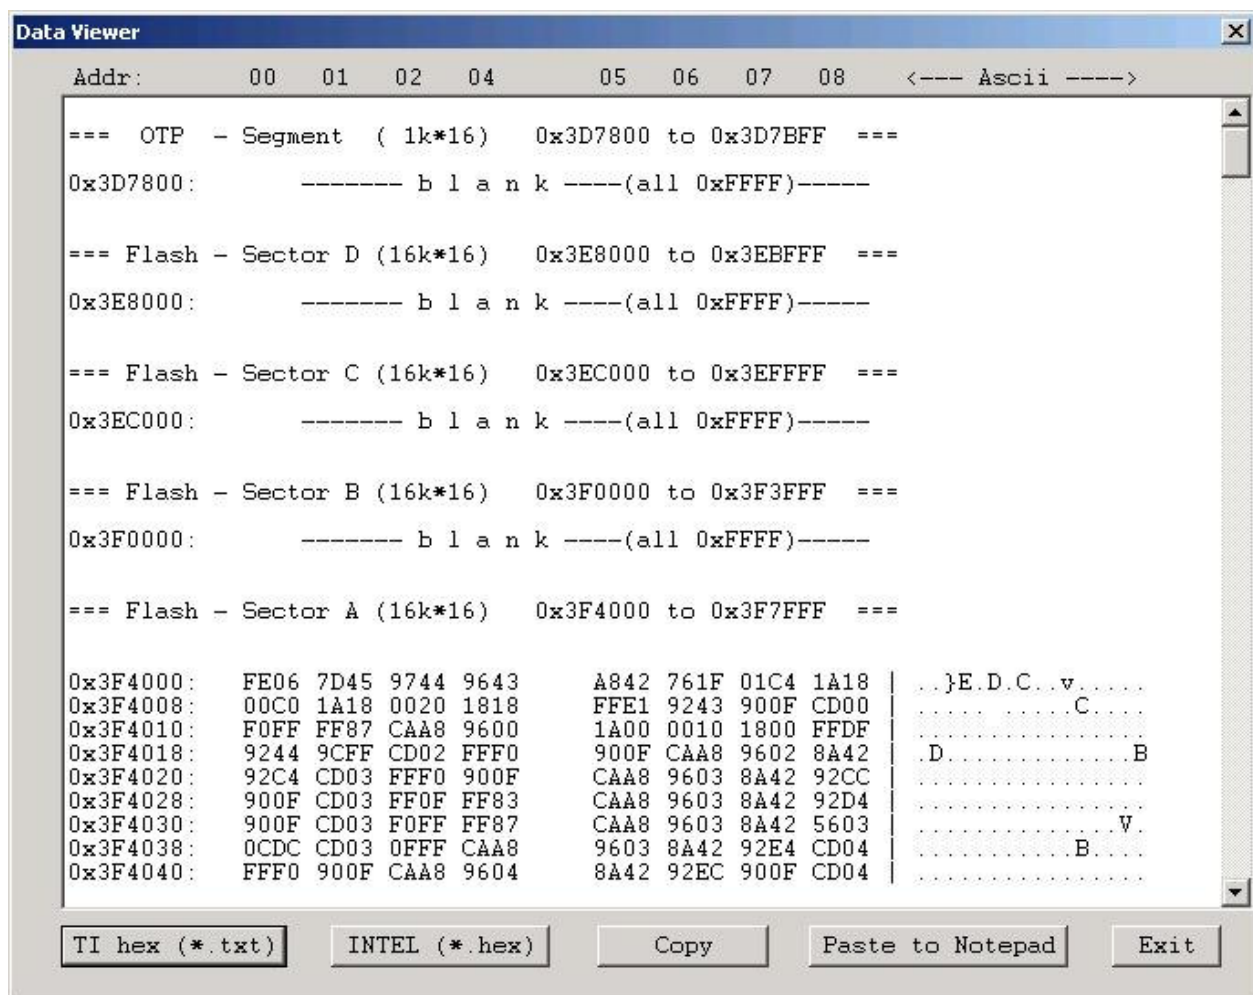 Data Viewer
Addr: 00 01 02 04 05 06 07 08 <--- Ascii ---->
=== OTP - Segment ( 1k*16) 0x3D7800 to 0x3D7BFF ===
0x3D7800: ------- b l a n k ----(all 0xFFFF)-----
=== Flash - Sector D (16k*16) 0x3E8000 to 0x3EBFFF ===
0x3E8000: ------- b l a n k ----(all 0xFFFF)-----
=== Flash - Sector C (16k*16) 0x3EC000 to 0x3EFFFF ===
0x3EC000: ------- b l a n k ----(all 0xFFFF)-----
=== Flash - Sector B (16k*16) 0x3F0000 to 0x3F3FFF ===
0x3F0000: ------- b l a n k ----(all 0xFFFF)-----
=== Flash - Sector A (16k*16) 0x3F4000 to 0x3F7FFF ===
0x3F4000: FE06 7D45 9744 9643 A842 761F 01C4 1A18 | ..}E.D.C..v.....
0x3F4008: 00C0 1A18 0020 1818 FFE1 9243 900F CD00 | ..... .....C....
0x3F4010: F0FF FF87 CAA8 9600 1A00 0010 1800 FFDF | ................
0x3F4018: 9244 9CFF CD02 FFF0 900F CAA8 9602 8A42 | .D.............B
0x3F4020: 92C4 CD03 FFF0 900F CAA8 9603 8A42 92CC | ................
0x3F4028: 900F CD03 FF0F FF83 CAA8 9603 8A42 92D4 | ................
0x3F4030: 900F CD03 F0FF FF87 CAA8 9603 8A42 5603 | ..............V.
0x3F4038: 0CDC CD03 0FFF CAA8 9603 8A42 92E4 CD04 | ...........B....
0x3F4040: FFF0 900F CAA8 9604 8A42 92EC 900F CD04 | ................
TI hex (*.txt) INTEL (*.hex) Copy Paste to Notepad Exit